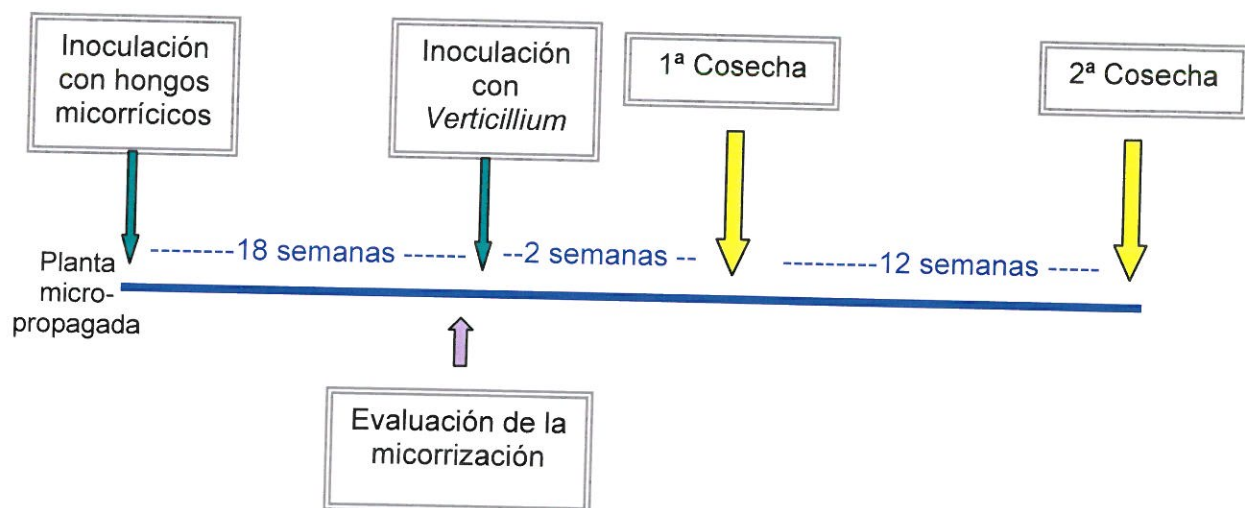 Inoculación
con hongos
micorrícicos
Inoculación
con
Verticillium
1ª Cosecha
2ª Cosecha
--------18 semanas ------
--2 semanas --
---------12 semanas -----
Planta
micro-
propagada
Evaluación de la
micorrización